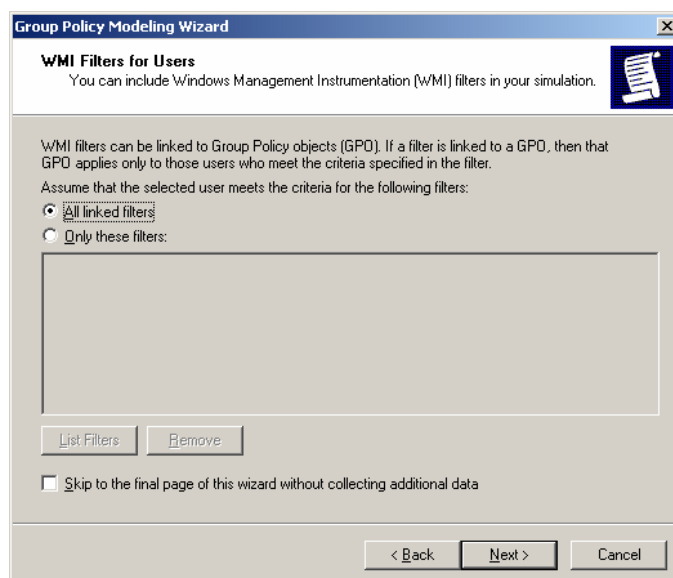 Group Policy Modeling Wizard
WMI Filters for Users
You can include Windows Management Instrumentation (WMI) filters in your simulation.
WMI filters can be linked to Group Policy objects (GPO). If a filter is linked to a GPO, then that
GPO applies only to those users who meet the criteria specified in the filter.
Assume that the selected user meets the criteria for the following filters:
All linked filters
Only these filters:
List Filters Remove
Skip to the final page of this wizard without collecting additional data
< Back Next > Cancel